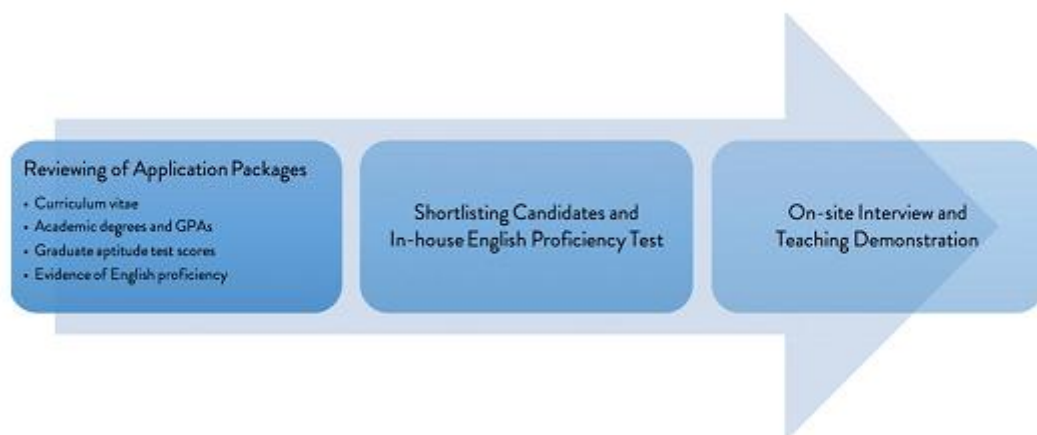 Reviewing of Application Packages
• Curriculum vitae
• Academic degrees and GPAs
• Graduate aptitude test scores
• Evidence of English proficiency
Shortlisting Candidates and
In-house English Proficiency Test
On-site Interview and
Teaching Demonstration